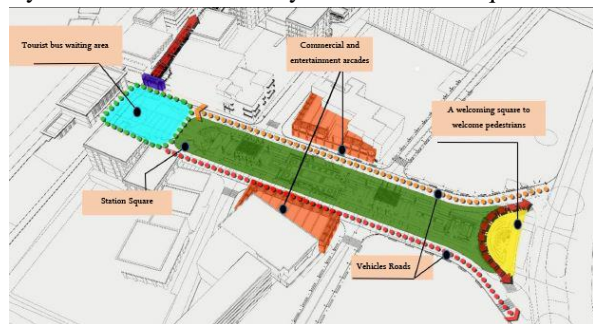 Tourist bus waiting area
Commercial and
entertainment arcades
A welcoming square to
welcome pedestrians
Station Square
Vehicles Roads